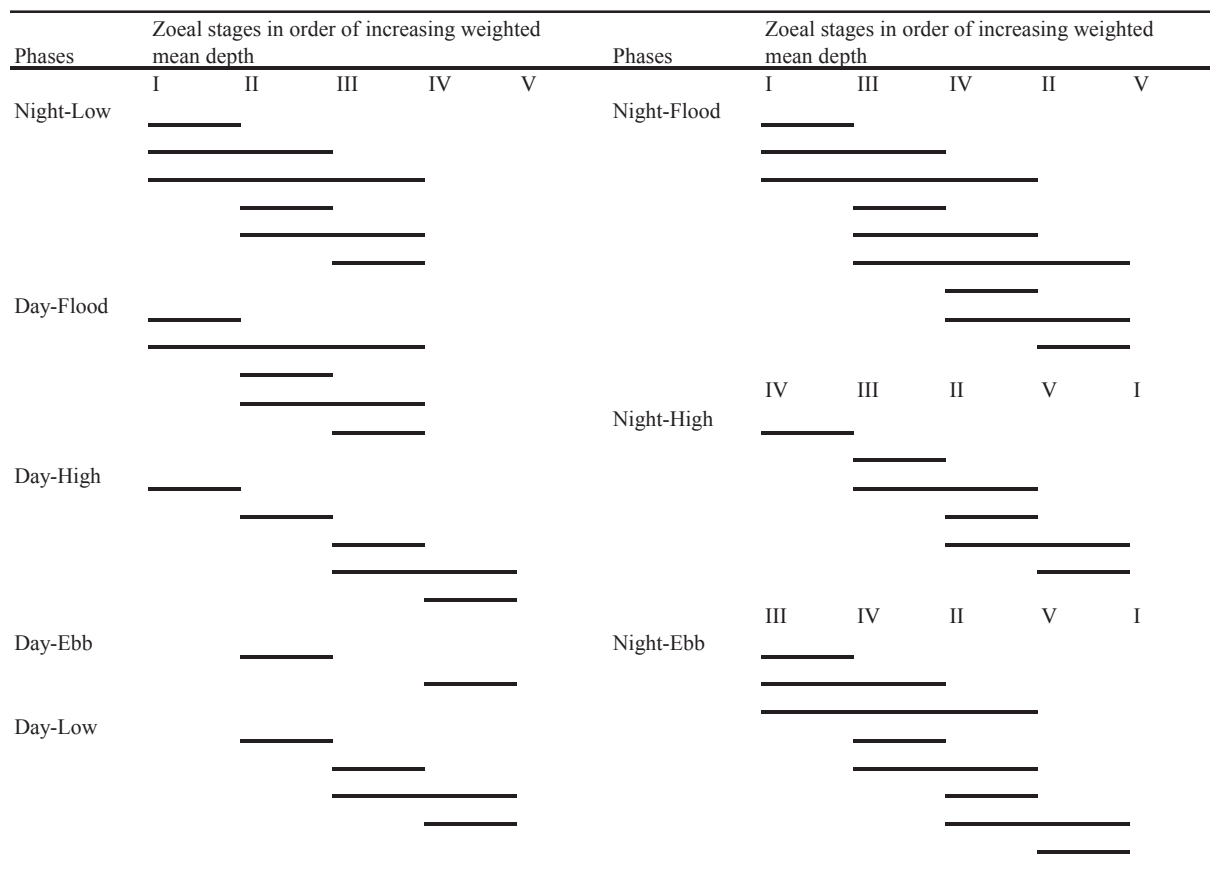 Zoeal stages in order of increasing weighted
Phases mean depth
I II III IV V
Night-Low
Day-Flood
Day-High
Day-Ebb
Day-Low
Zoeal stages in order of increasing weighted
Phases mean depth
I III IV II V
Night-Flood
IV III II V I
Night-High
III IV II V I
Night-Ebb